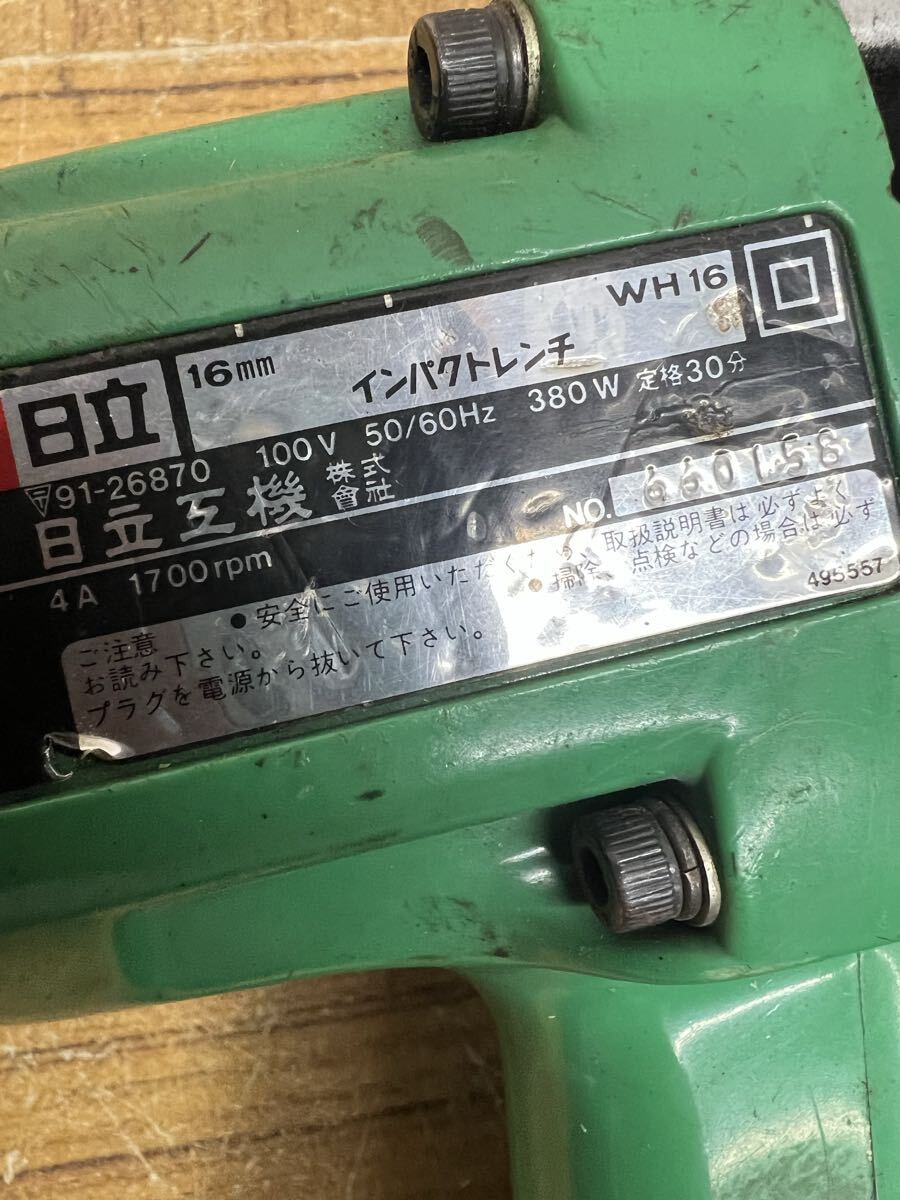 日立 16mm インパクトレンチ WH16
〒91-26870 100V 50/60Hz 380W 定格30分
日立工機 株式會社 NO. 660158
4A 1700rpm
ご注意 ●安全にご使用いただくため 取扱説明書は必ずよく
お読み下さい。 ●掃除、点検などの場合は必ず
プラグを電源から抜いて下さい。 495557